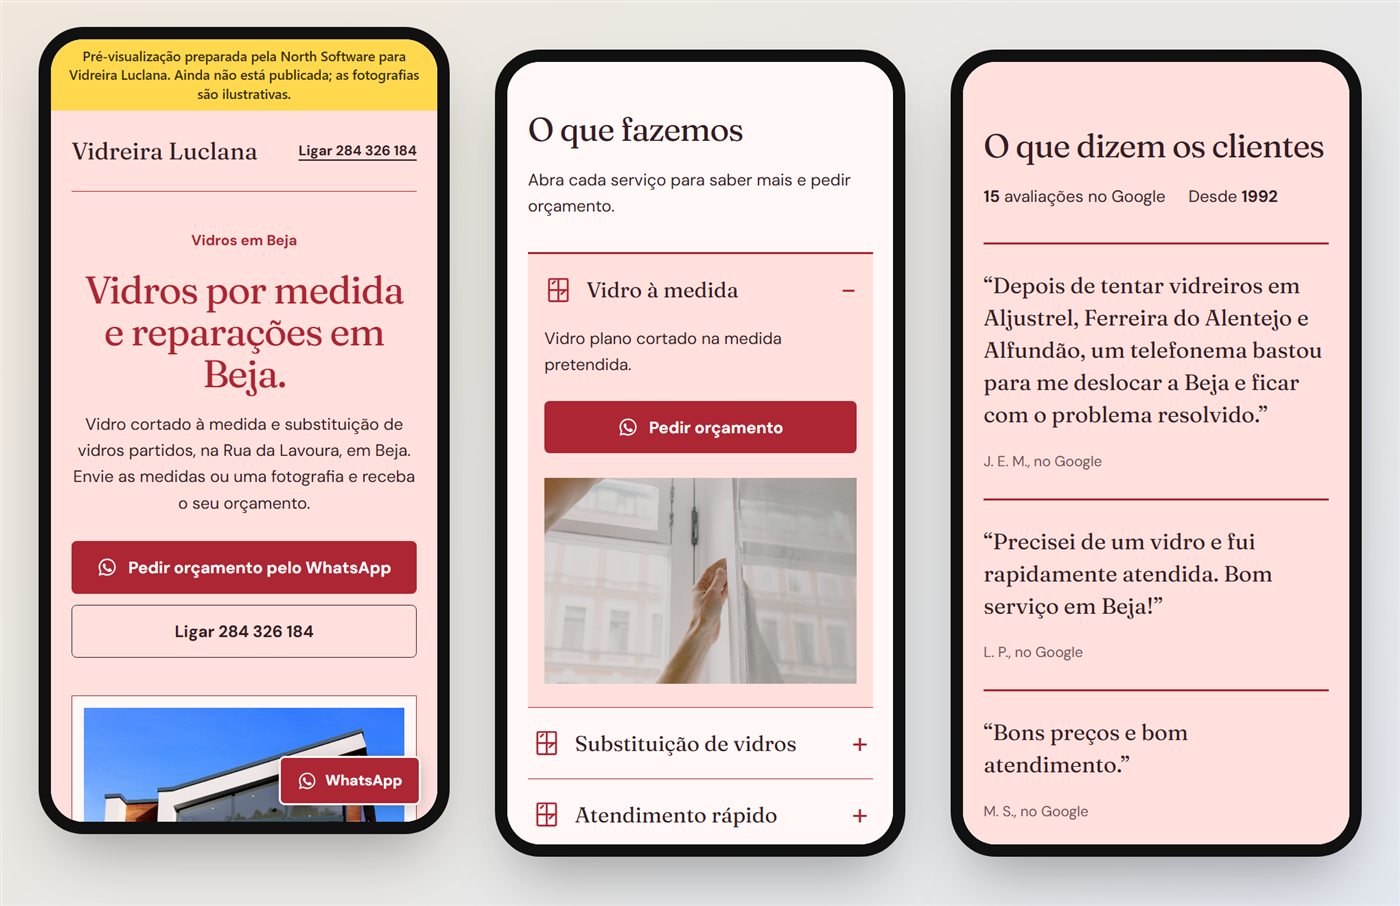 Pré-visualização preparada pela North Software para
Vidreira Luclana. Ainda não está publicada; as fotografias
são ilustrativas.
Vidreira Luclana
Ligar 284 326 184
Vidros em Beja
Vidros por medida
e reparações em
Beja.
Vidro cortado à medida e substituição de
vidros partidos, na Rua da Lavoura, em Beja.
Envie as medidas ou uma fotografia e receba
o seu orçamento.
Pedir orçamento pelo WhatsApp
Ligar 284 326 184
WhatsApp
O que fazemos
Abra cada serviço para saber mais e pedir
orçamento.
Vidro à medida
Vidro plano cortado na medida
pretendida.
Pedir orçamento
Substituição de vidros
Atendimento rápido
O que dizem os clientes
15 avaliações no Google
Desde 1992
“Depois de tentar vidreiros em
Aljustrel, Ferreira do Alentejo e
Alfundão, um telefonema bastou
para me deslocar a Beja e ficar
com o problema resolvido.”
J. E. M., no Google
“Precisei de um vidro e fui
rapidamente atendida. Bom
serviço em Beja!”
L. P., no Google
“Bons preços e bom
atendimento.”
M. S., no Google